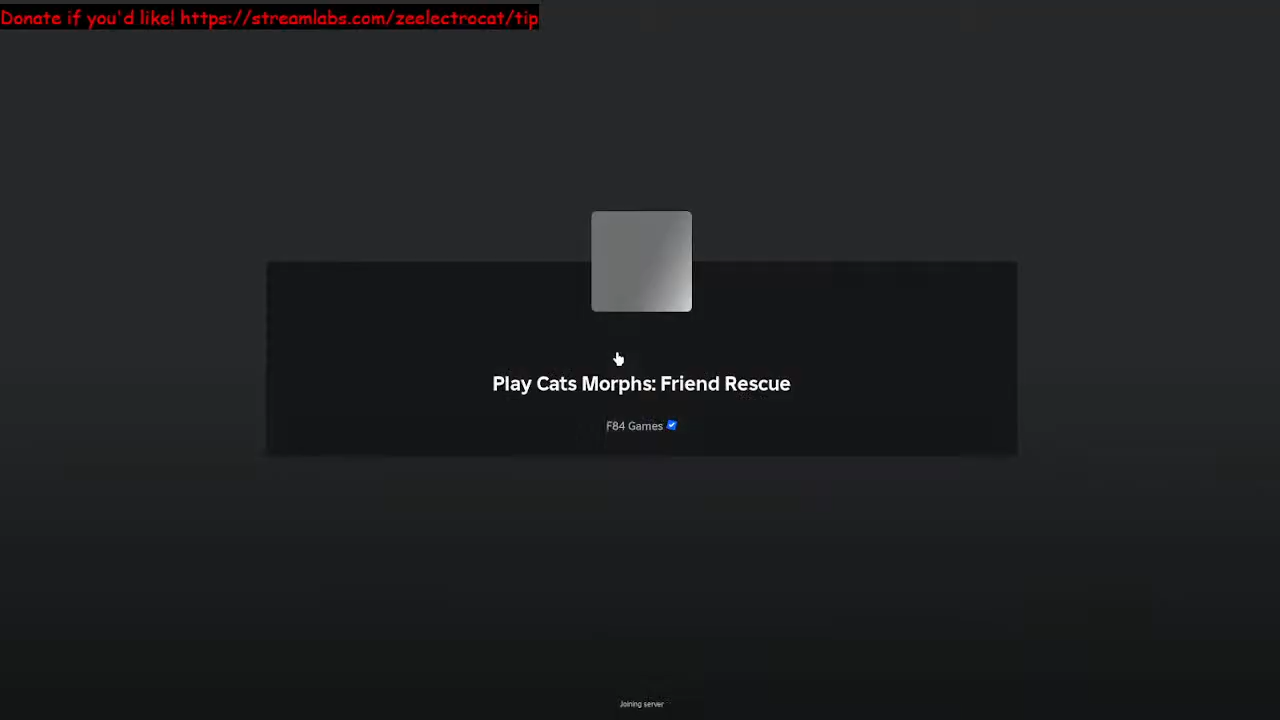 Donate if you'd like! https://streamlabs.com/zeelectrocat/tip
Play Cats Morphs: Friend Rescue
F84 Games
Joining server